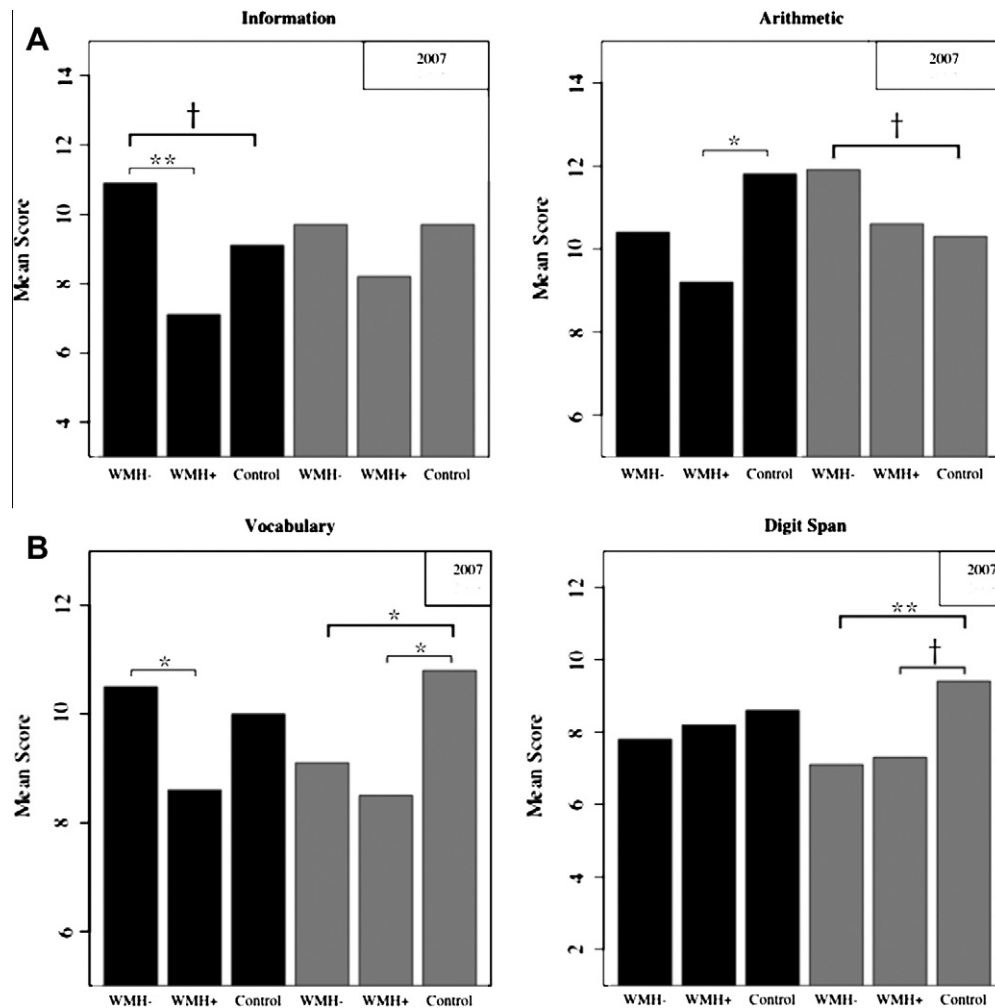 A
Information
2007
Mean Score
14
12
10
8
6
4
†
**
WMH- WMH+ Control WMH- WMH+ Control
Arithmetic
2007
Mean Score
14
12
10
8
6
*
†
WMH- WMH+ Control WMH- WMH+ Control
B
Vocabulary
2007
Mean Score
12
10
8
6
*
*
*
WMH- WMH+ Control WMH- WMH+ Control
Digit Span
2007
Mean Score
12
10
8
6
4
2
**
†
WMH- WMH+ Control WMH- WMH+ Control